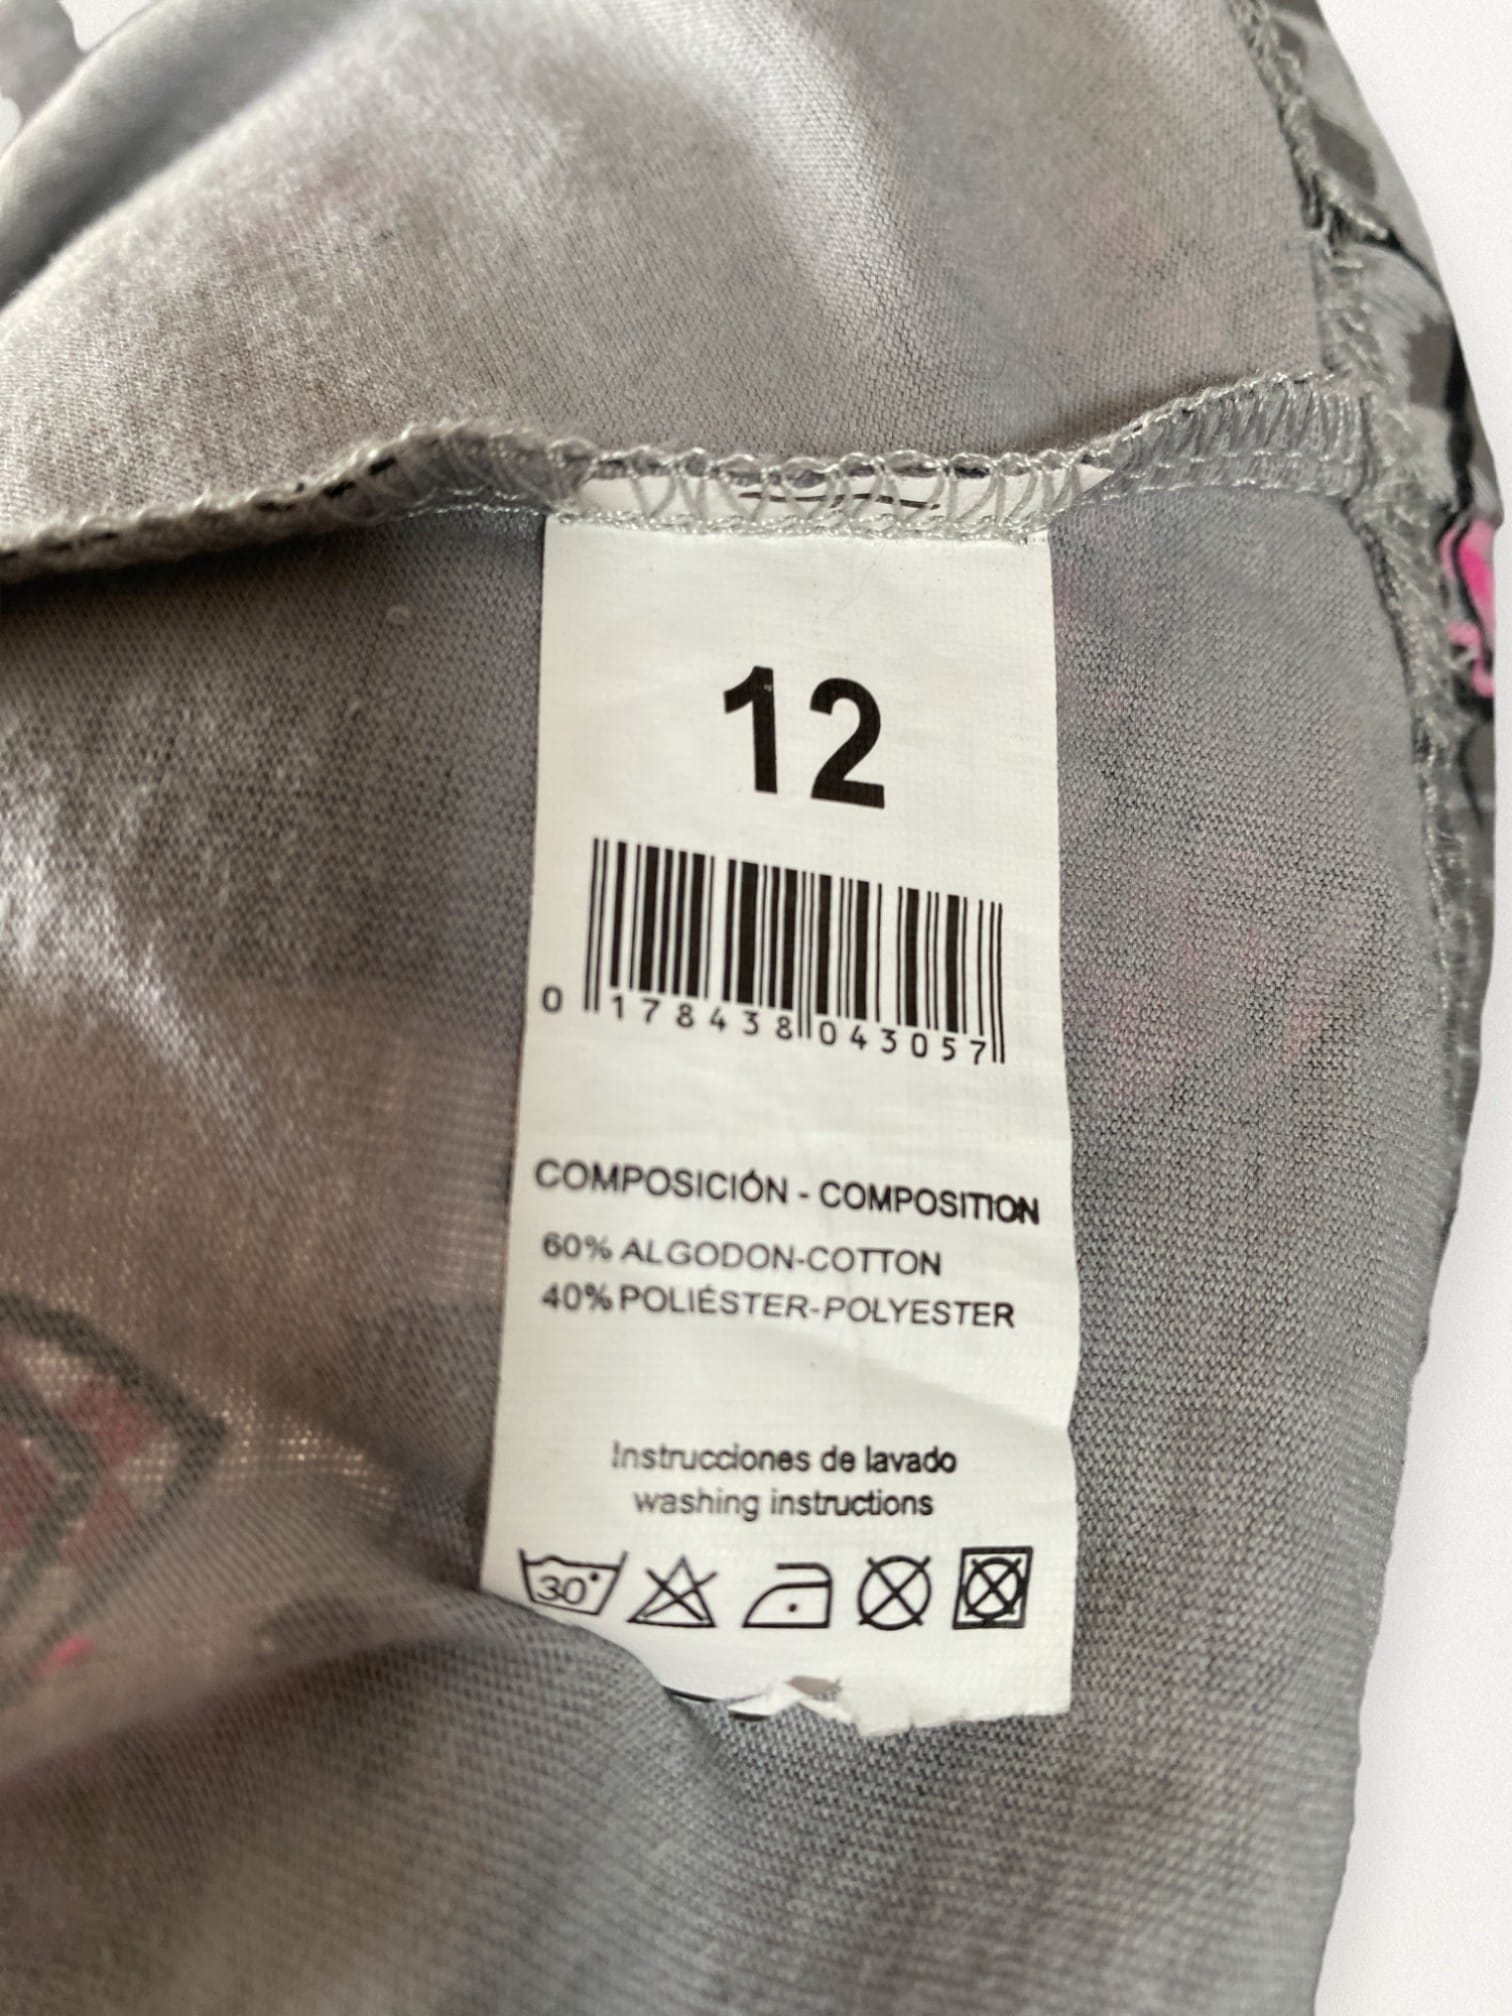 12
0 178438 043057
COMPOSICIÓN - COMPOSITION
60% ALGODON-COTTON
40% POLIÉSTER-POLYESTER
Instrucciones de lavado
washing instructions
30°